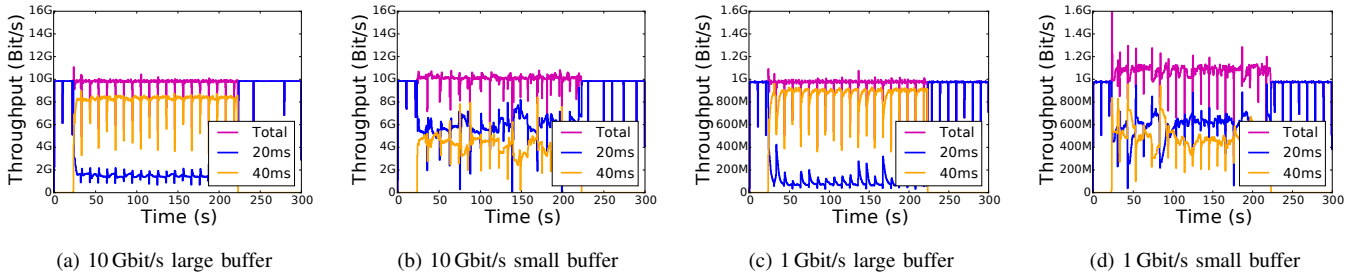 16G
14G
12G
10G
8G
6G
4G
2G
0
Throughput (Bit/s)
Total
20ms
40ms
0 50 100 150 200 250 300
Time (s)
(a) 10 Gbit/s large buffer
16G
14G
12G
10G
8G
6G
4G
2G
0
Throughput (Bit/s)
Total
20ms
40ms
0 50 100 150 200 250 300
Time (s)
(b) 10 Gbit/s small buffer
1.6G
1.4G
1.2G
1G
800M
600M
400M
200M
0
Throughput (Bit/s)
Total
20ms
40ms
0 50 100 150 200 250 300
Time (s)
(c) 1 Gbit/s large buffer
1.6G
1.4G
1.2G
1G
800M
600M
400M
200M
0
Throughput (Bit/s)
Total
20ms
40ms
0 50 100 150 200 250 300
Time (s)
(d) 1 Gbit/s small buffer